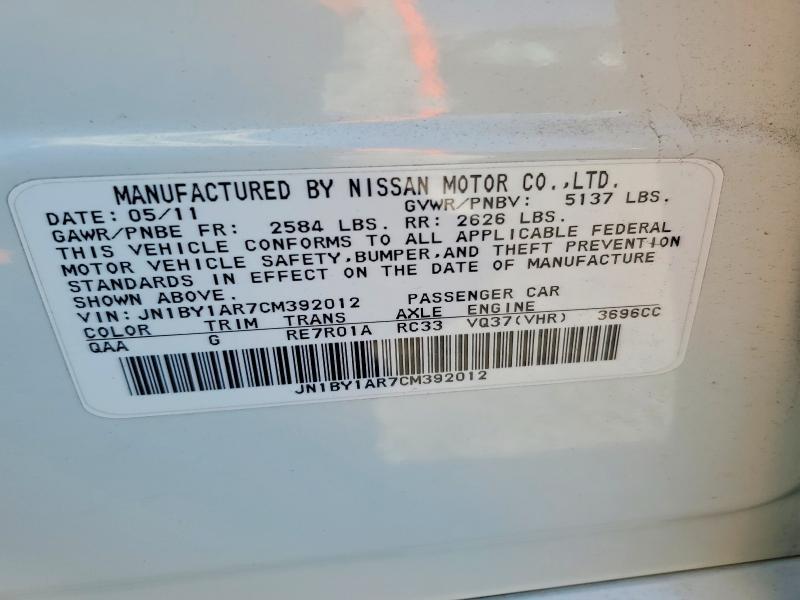 MANUFACTURED BY NISSAN MOTOR CO.,LTD.
DATE: 05/11 GVWR/PNBV: 5137 LBS.
GAWR/PNBE FR: 2584 LBS. RR: 2626 LBS.
THIS VEHICLE CONFORMS TO ALL APPLICABLE FEDERAL
MOTOR VEHICLE SAFETY,BUMPER,AND THEFT PREVENTION
STANDARDS IN EFFECT ON THE DATE OF MANUFACTURE
SHOWN ABOVE.
VIN: JN1BY1AR7CM392012 PASSENGER CAR
COLOR TRIM TRANS AXLE ENGINE
QAA G RE7R01A RC33 VQ37(VHR) 3696CC
JN1BY1AR7CM392012